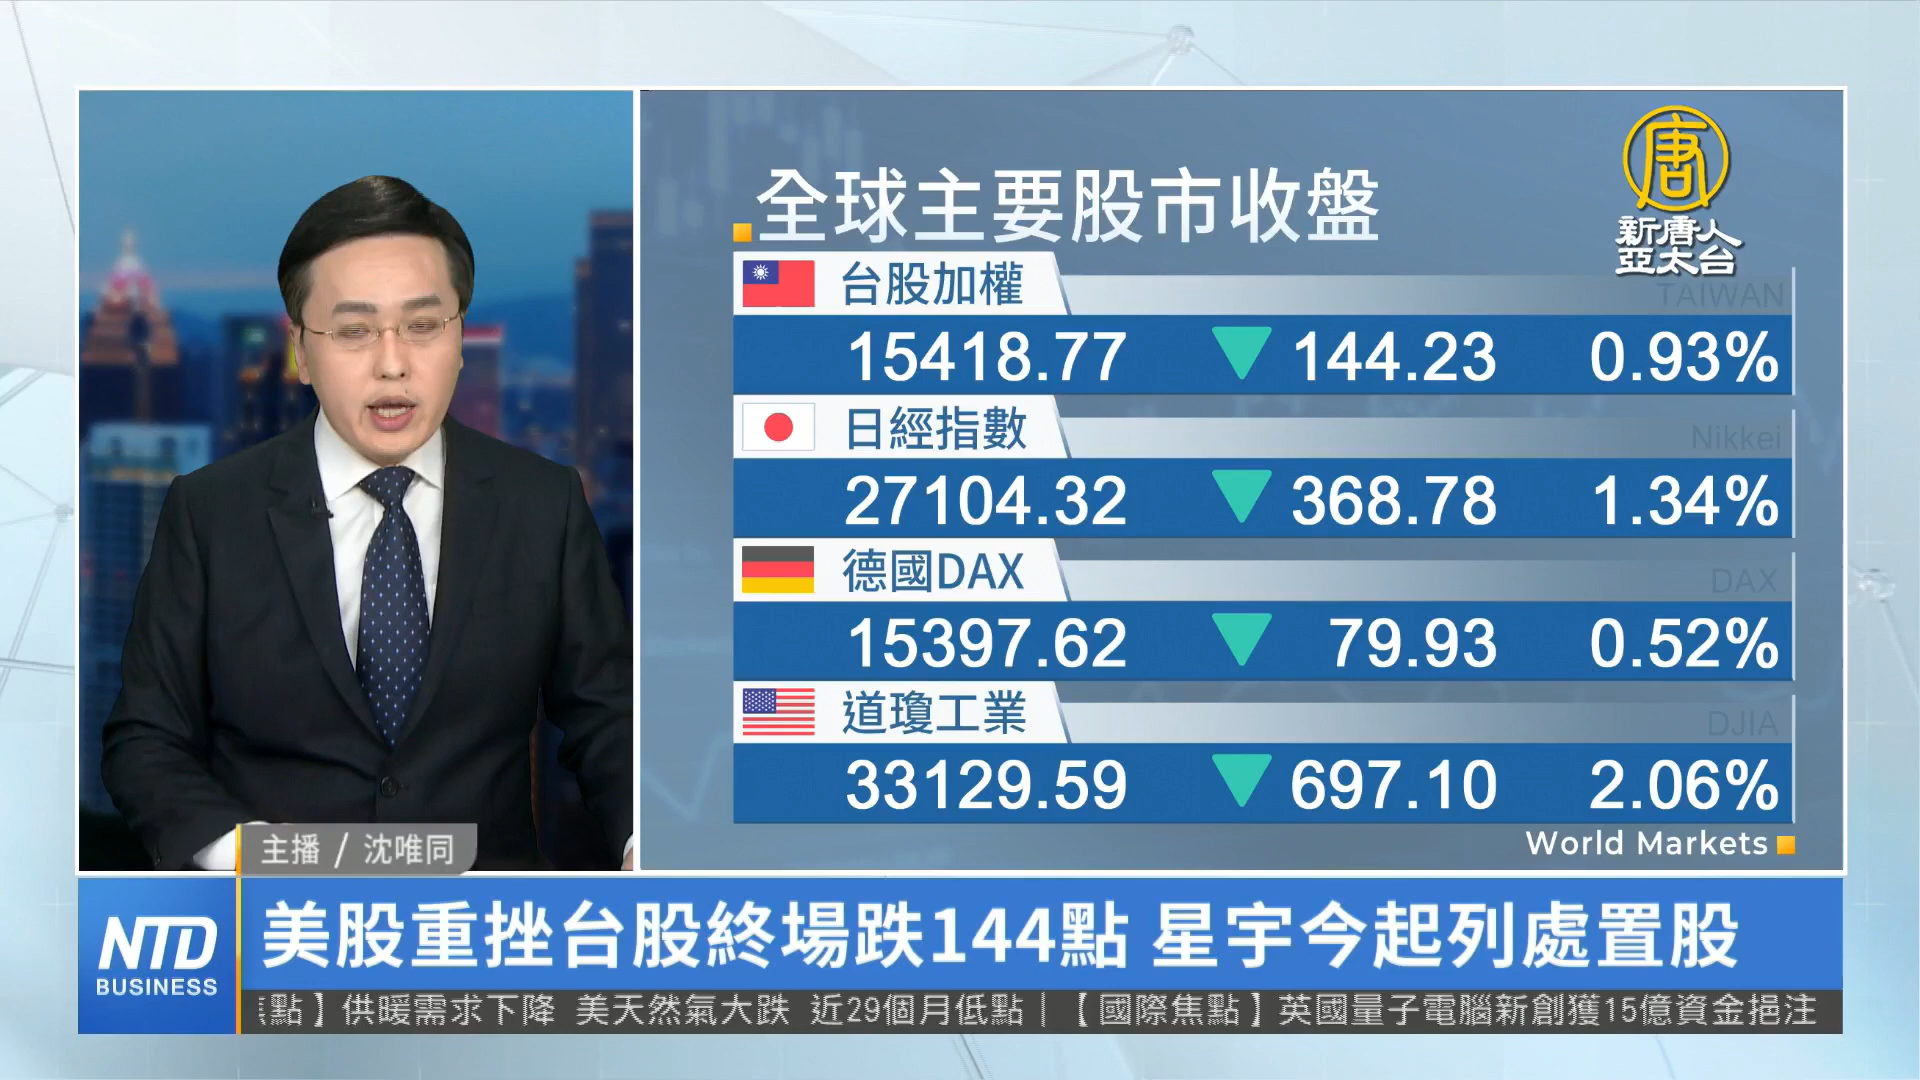 全球主要股市收盤
唐
新唐人
亞太台
台股加權
TAIWAN
15418.77 ▼ 144.23 0.93%
日經指數
Nikkei
27104.32 ▼ 368.78 1.34%
德國DAX
DAX
15397.62 ▼ 79.93 0.52%
道瓊工業
DJIA
33129.59 ▼ 697.10 2.06%
World Markets
主播 / 沈唯同
NTD
BUSINESS
美股重挫台股終場跌144點 星宇今起列處置股
點】供暖需求下降 美天然氣大跌 近29個月低點|【國際焦點】英國量子電腦新創獲15億資金挹注